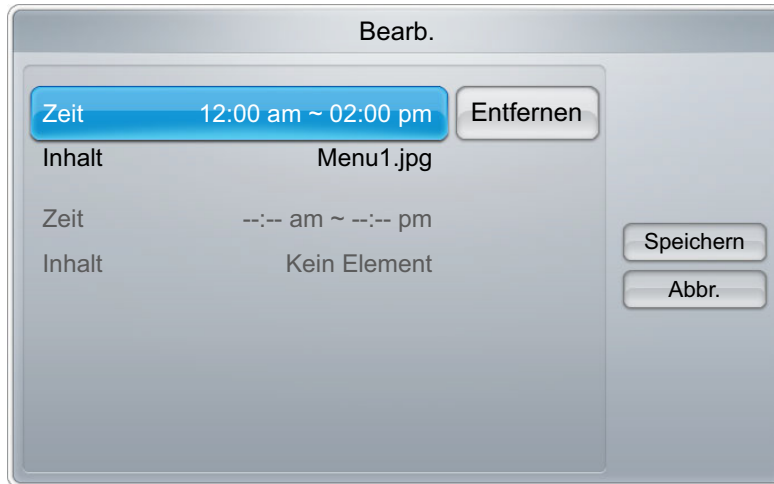 Bearb.
Zeit 12:00 am ~ 02:00 pm Entfernen
Inhalt Menu1.jpg
Zeit --:-- am ~ --:-- pm
Inhalt Kein Element
Speichern
Abbr.